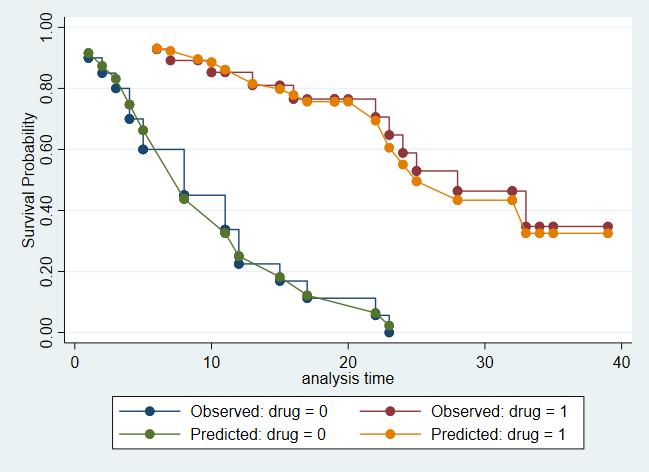 1.00
0.80
0.60
0.40
0.20
0.00
Survival Probability
0 10 20 30 40
analysis time
Observed: drug = 0 Observed: drug = 1
Predicted: drug = 0 Predicted: drug = 1